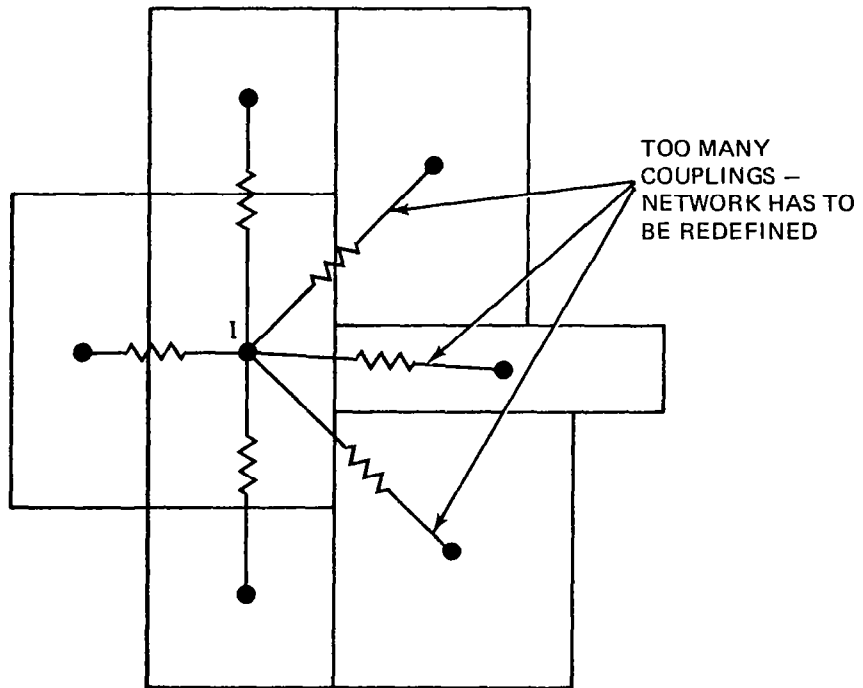 TOO MANY
COUPLINGS –
NETWORK HAS TO
BE REDEFINED
I